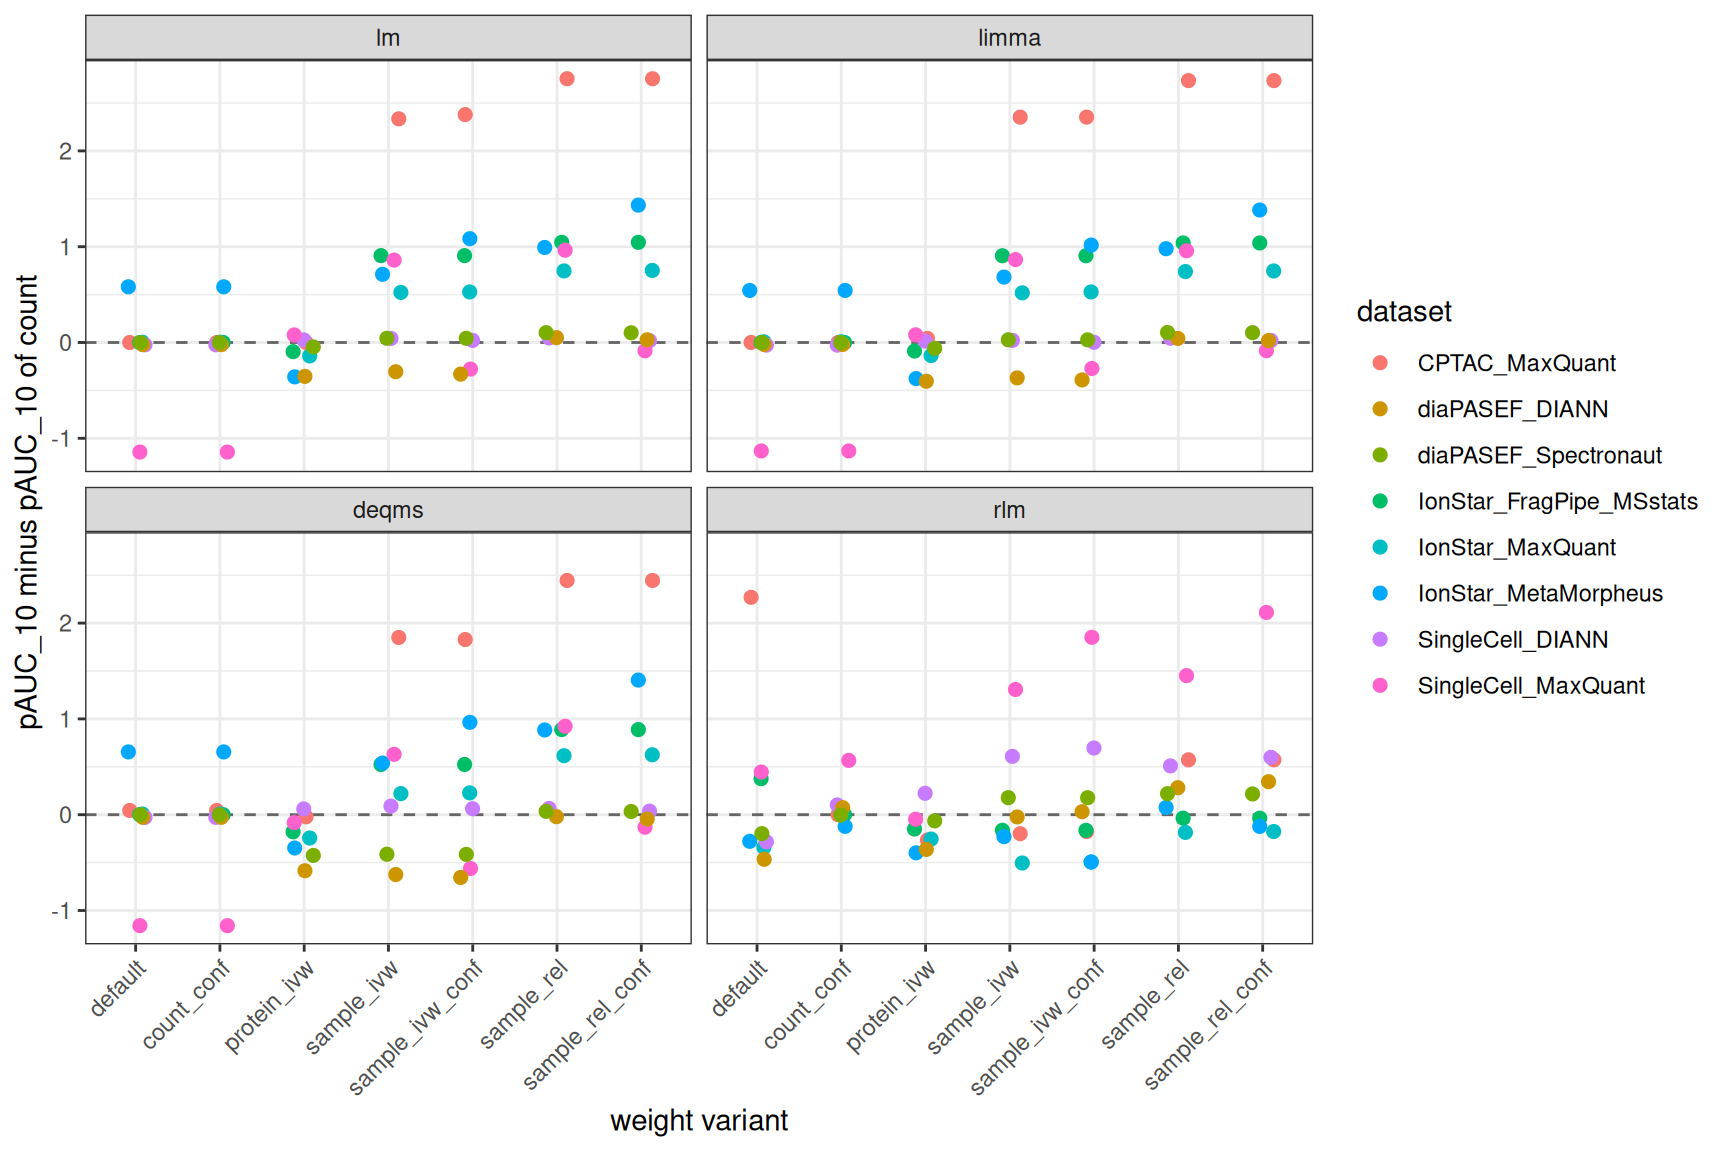 lm
limma
2
1
0
-1
deqms
rlm
2
1
0
-1
pAUC_10 minus pAUC_10 of count
default
count_conf
protein_ivw
sample_ivw
sample_ivw_conf
sample_rel
sample_rel_conf
default
count_conf
protein_ivw
sample_ivw
sample_ivw_conf
sample_rel
sample_rel_conf
weight variant
dataset
CPTAC_MaxQuant
diaPASEF_DIANN
diaPASEF_Spectronaut
IonStar_FragPipe_MSstats
IonStar_MaxQuant
IonStar_MetaMorpheus
SingleCell_DIANN
SingleCell_MaxQuant